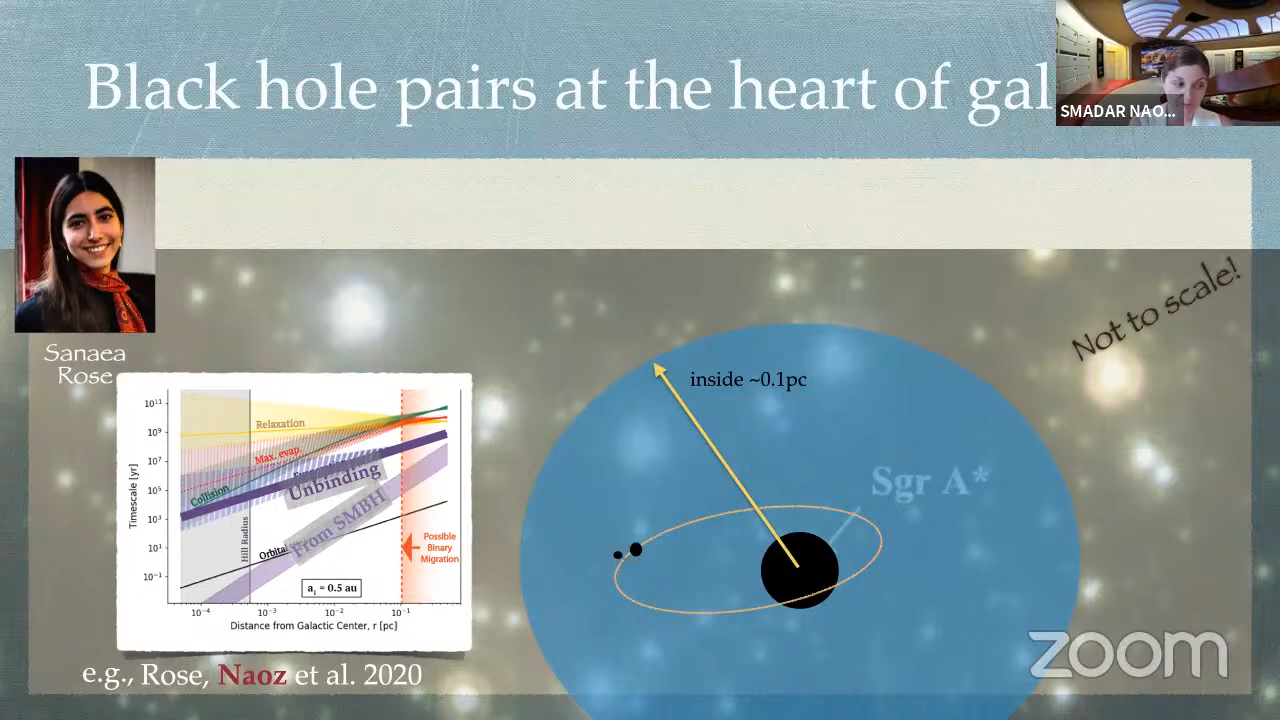 Black hole pairs at the heart of gal
SMADAR NAO...
Not to scale!
Sanaea
Rose
inside ~0.1pc
Sgr A*
10¹¹
10⁹
10⁷
10⁵
10³
10¹
10⁻¹
Timescale [yr]
Relaxation
Max. evap.
Collision
Unbinding
From SMBH
Hill Radius
Orbital
Possible
Binary
Migration
a₁ = 0.5 au
10⁻⁴ 10⁻³ 10⁻² 10⁻¹
Distance from Galactic Center, r [pc]
e.g., Rose, Naoz et al. 2020
zoom